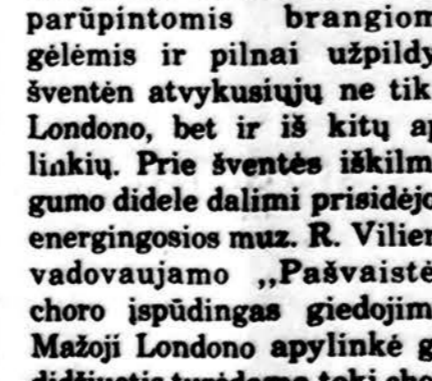 parūpintomis brangiom
gėlėmis ir pilnai užpildy
šventėn atvykusiųjų ne tik
Londono, bet ir iš kitų ap
linkių. Prie šventės iškilm
gumo didele dalimi prisidėjo
energingosios muz. R. Vilien
vadovaujamo „Pašvaistė
choro įspūdingas giedojim
Mažoji Londono apylinkė g